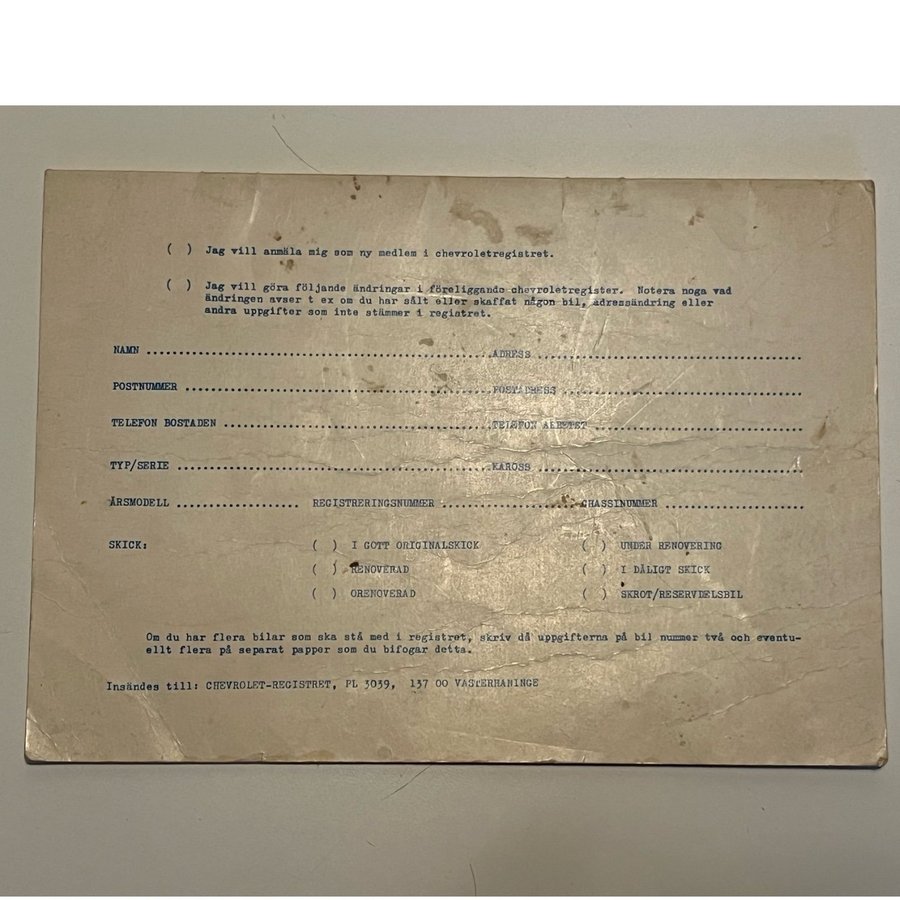 ( ) Jag vill anmäla mig som ny medlem i chevroletregistret.
( ) Jag vill göra följande ändringar i föreliggande chevroletregister. Notera noga vad
ändringen avser t ex om du har sålt eller skaffat någon bil, adressändring eller
andra uppgifter som inte stämmer i registret.
NAMN ................................................ ADRESS .....................................
POSTNUMMER ........................................... POSTADRESS ..................................
TELEFON BOSTADEN ...................................... TELEFON ARBETET .............................
TYP/SERIE ............................................. KAROSS ......................................
ÅRSMODELL .................. REGISTRERINGSNUMMER .................... CHASSINUMMER ....................
SKICK: ( ) I GOTT ORIGINALSKICK ( ) UNDER RENOVERING
( ) RENOVERAD ( ) I DÅLIGT SKICK
( ) ORENOVERAD ( ) SKROT/RESERVDELSBIL
Om du har flera bilar som ska stå med i registret, skriv då uppgifterna på bil nummer två och eventu-
ellt flera på separat papper som du bifogar detta.
Insändes till: CHEVROLET-REGISTRET, PL 3039, 137 00 VÄSTERHANINGE